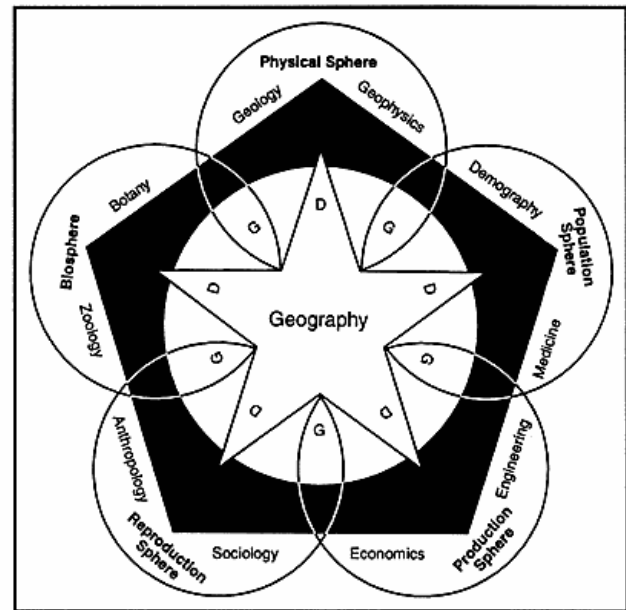 Physical Sphere
Geology
Geophysics
Botany
Demography
Biosphere
Population
Sphere
G
D
G
D
D
Geography
Zoology
Medicine
G
G
D
D
G
Anthropology
Engineering
Reproduction
Sphere
Sociology
Economics
Production
Sphere